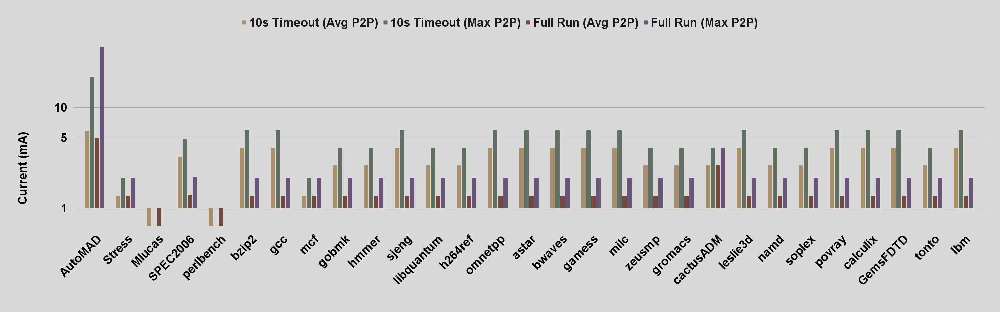 10s Timeout (Avg P2P) 10s Timeout (Max P2P) Full Run (Avg P2P) Full Run (Max P2P)
Current (mA)
10
5
1
AutoMAD
Stress
Mlucas
SPEC2006
perlbench
bzip2
gcc
mcf
gobmk
hmmer
sjeng
libquantum
h264ref
omnetpp
astar
bwaves
gamess
milc
zeusmp
gromacs
cactusADM
leslie3d
namd
soplex
povray
calculix
GemsFDTD
tonto
lbm